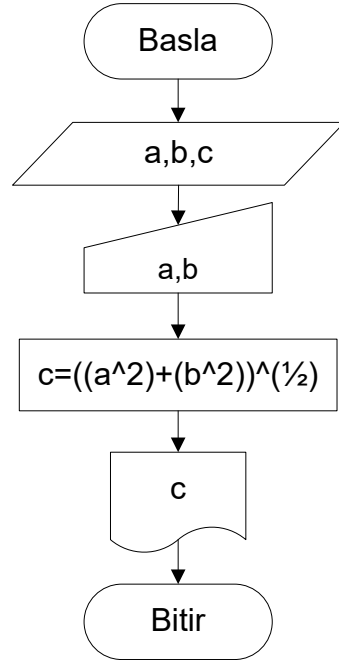 Basla
a,b,c
a,b
c=((a^2)+(b^2))^(½)
c
Bitir